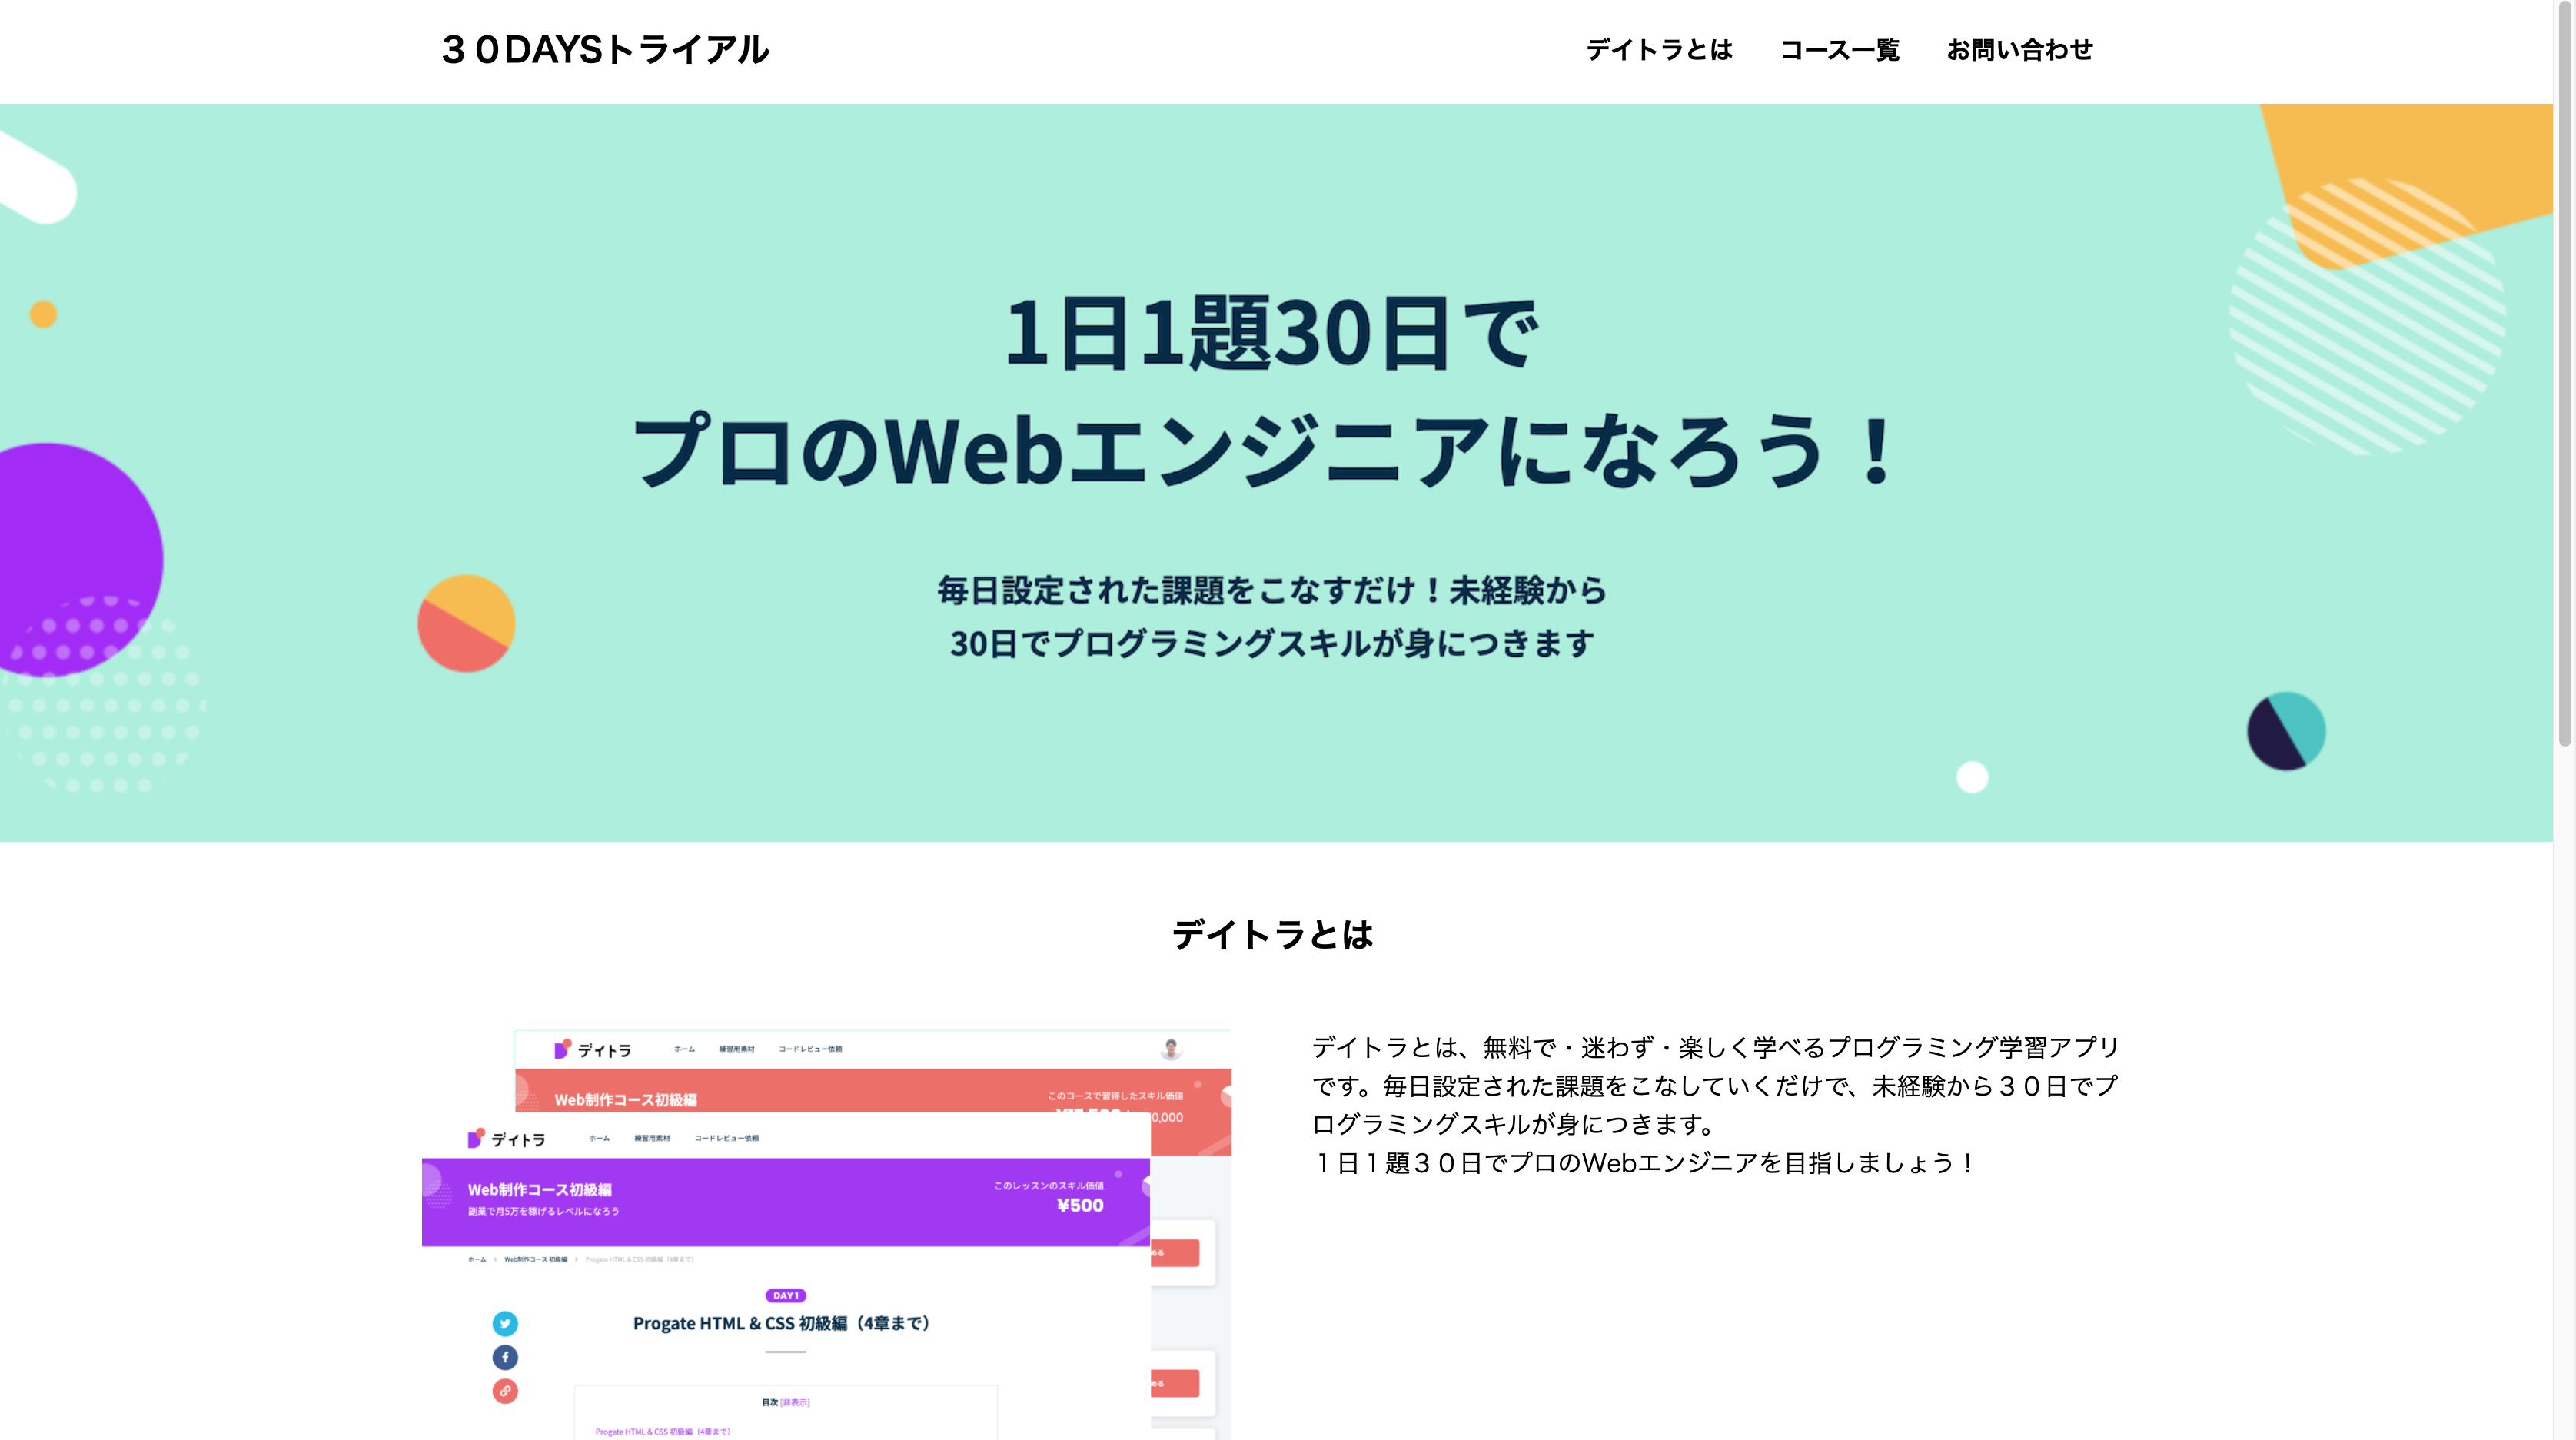 ３０DAYSトライアル
デイトラとは
コース一覧
お問い合わせ
1日1題30日で
プロのWebエンジニアになろう！
毎日設定された課題をこなすだけ！未経験から
30日でプログラミングスキルが身につきます
デイトラとは
デイトラ
ホーム
練習用素材
コードレビュー依頼
Web制作コース初級編
このコースで習得したスキル価値
0,000
デイトラ
ホーム
練習用素材
コードレビュー依頼
Web制作コース初級編
副業で月5万を稼げるレベルになろう
このレッスンのスキル価値
¥500
ホーム > Web制作コース 初級編 > Progate HTML & CSS 初級編（4章まで）
DAY1
Progate HTML & CSS 初級編（4章まで）
目次 [非表示]
Progate HTML & CSS 初級編（4章まで）
める
める
デイトラとは、無料で・迷わず・楽しく学べるプログラミング学習アプリ
です。毎日設定された課題をこなしていくだけで、未経験から３０日でプ
ログラミングスキルが身につきます。
１日１題３０日でプロのWebエンジニアを目指しましょう！